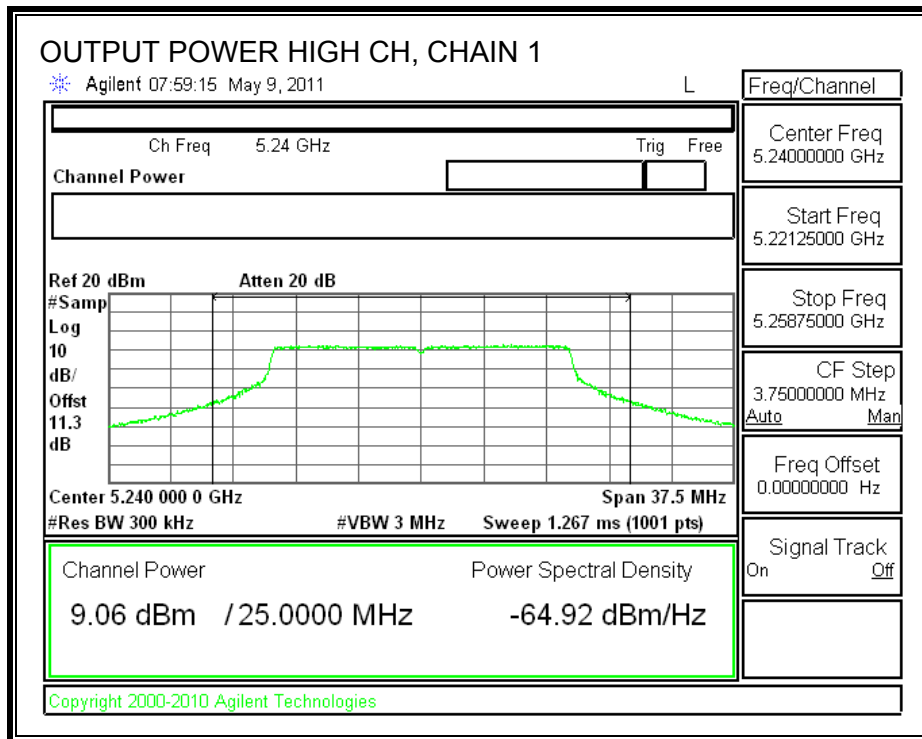 OUTPUT POWER HIGH CH, CHAIN 1
Agilent 07:59:15 May 9, 2011 L
Freq/Channel
Ch Freq 5.24 GHz Trig Free
Channel Power
Center Freq
5.24000000 GHz
Start Freq
5.22125000 GHz
Stop Freq
5.25875000 GHz
CF Step
3.75000000 MHz
Auto Man
Freq Offset
0.00000000 Hz
Signal Track
On Off
Ref 20 dBm Atten 20 dB
#Samp
Log
10
dB/
Offst
11.3
dB
Center 5.240 000 0 GHz Span 37.5 MHz
#Res BW 300 kHz #VBW 3 MHz Sweep 1.267 ms (1001 pts)
Channel Power Power Spectral Density
9.06 dBm / 25.0000 MHz -64.92 dBm/Hz
Copyright 2000-2010 Agilent Technologies